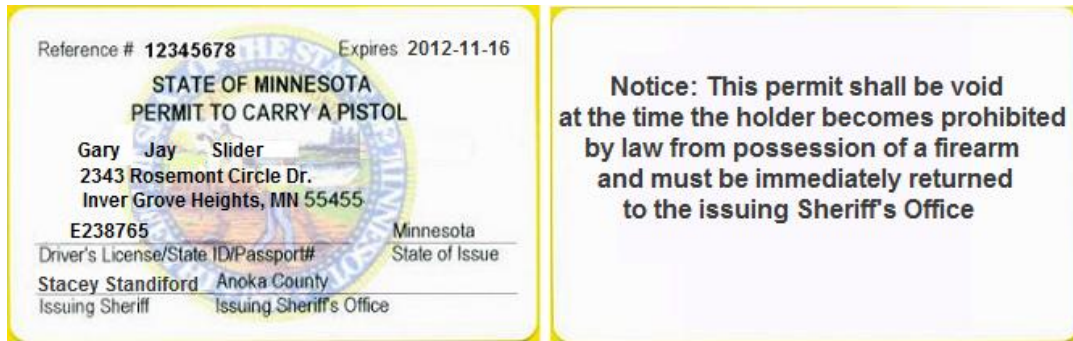 Reference # 12345678 Expires 2012-11-16
STATE OF MINNESOTA
PERMIT TO CARRY A PISTOL
Gary Jay Slider
2343 Rosemont Circle Dr.
Inver Grove Heights, MN 55455
E238765 Minnesota
Driver's License/State ID/Passport# State of Issue
Stacey Standiford Anoka County
Issuing Sheriff Issuing Sheriff's Office
Notice: This permit shall be void
at the time the holder becomes prohibited
by law from possession of a firearm
and must be immediately returned
to the issuing Sheriff's Office